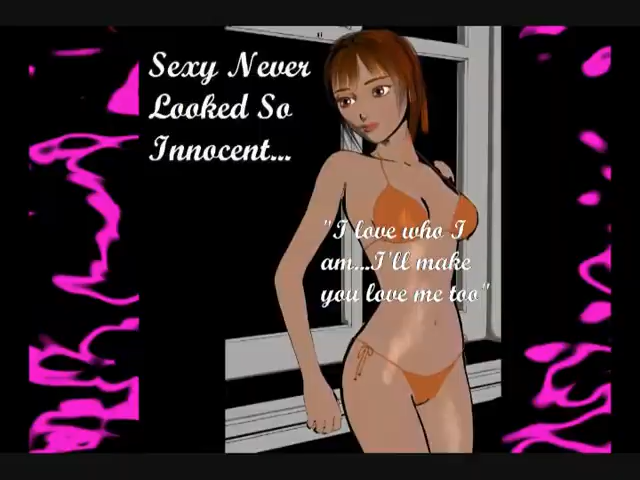 Sexy Never
Looked So
Innocent...
"I love who I
am...I'll make
you love me too"